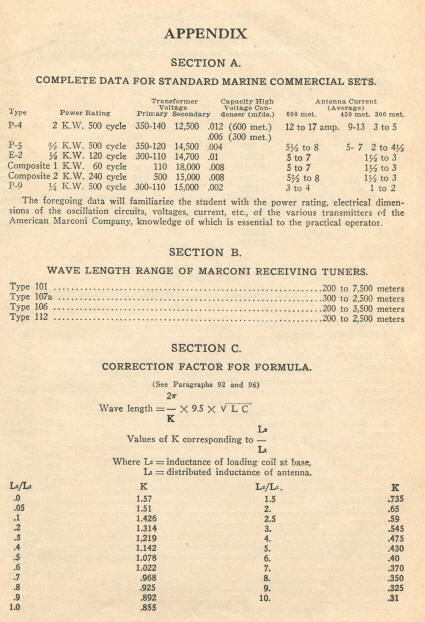 APPENDIX
SECTION A.
COMPLETE DATA FOR STANDARD MARINE COMMERCIAL SETS.
Transformer Capacity High Antenna Current
Voltage Voltage Con- (Average)
Type Power Rating Primary Secondary denser (mfds.) 600 met. 450 met. 300 met.
P-4 2 K.W. 500 cycle 350-140 12,500 .012 (600 met.) 12 to 17 amp. 9-13 3 to 5
.006 (300 met.)
P-5 ½ K.W. 500 cycle 350-120 14,500 .004 5½ to 8 5- 7 2 to 4½
E-2 ½ K.W. 120 cycle 300-110 14,700 .01 5 to 7 1½ to 3
Composite 1 K.W. 60 cycle 110 18,000 .008 5 to 7 1½ to 3
Composite 2 K.W. 240 cycle 500 15,000 .008 5½ to 8 1½ to 3
P-9 ¼ K.W. 500 cycle 300-110 15,000 .002 3 to 4 1 to 2
The foregoing data will familiarize the student with the power rating, electrical dimen-
sions of the oscillation circuits, voltages, current, etc., of the various transmitters of the
American Marconi Company, knowledge of which is essential to the practical operator.
SECTION B.
WAVE LENGTH RANGE OF MARCONI RECEIVING TUNERS.
Type 101 ........ 200 to 7,500 meters
Type 107a ........ 300 to 2,500 meters
Type 106 ........ 200 to 3,500 meters
Type 112 ........ 200 to 2,500 meters
SECTION C.
CORRECTION FACTOR FOR FORMULA.
(See Paragraphs 92 and 96)
2π
Wave length = — × 9.5 × √ L C
K
L₂
Values of K corresponding to —
L₁
Where L₂ = inductance of loading coil at base,
L₁ = distributed inductance of antenna.
L₂/L₁ K L₂/L₁. K
.0 1.57 1.5 .735
.05 1.51 2. .65
.1 1.426 2.5 .59
.2 1.314 3. .545
.3 1,219 4. .475
.4 1.142 5. .430
.5 1.078 6. .40
.6 1.022 7. .370
.7 .968 8. .350
.8 .925 9. .325
.9 .892 10. .31
1.0 .855